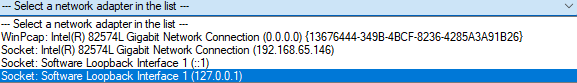 --- Select a network adapter in the list ---
--- Select a network adapter in the list ---
WinPcap: Intel(R) 82574L Gigabit Network Connection (0.0.0.0) {13676444-349B-4BCF-8236-4285A3A91B26}
Socket: Intel(R) 82574L Gigabit Network Connection (192.168.65.146)
Socket: Software Loopback Interface 1 (::1)
Socket: Software Loopback Interface 1 (127.0.0.1)